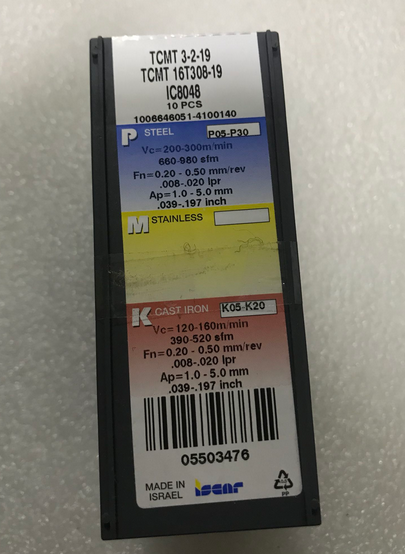 TCMT 3-2-19
TCMT 16T308-19
IC8048
10 PCS
1006646051-4100140
P STEEL P05-P30
Vc=200-300m/min
660-980 sfm
Fn=0.20 - 0.50 mm/rev
.008-.020 Ipr
Ap=1.0 - 5.0 mm
.039-.197 inch
M STAINLESS
K CAST IRON K05-K20
Vc=120-160m/min
390-520 sfm
Fn=0.20 - 0.50 mm/rev
.008-.020 Ipr
Ap=1.0 - 5.0 mm
.039-.197 inch
05503476
MADE IN
ISRAEL
iscar
PP